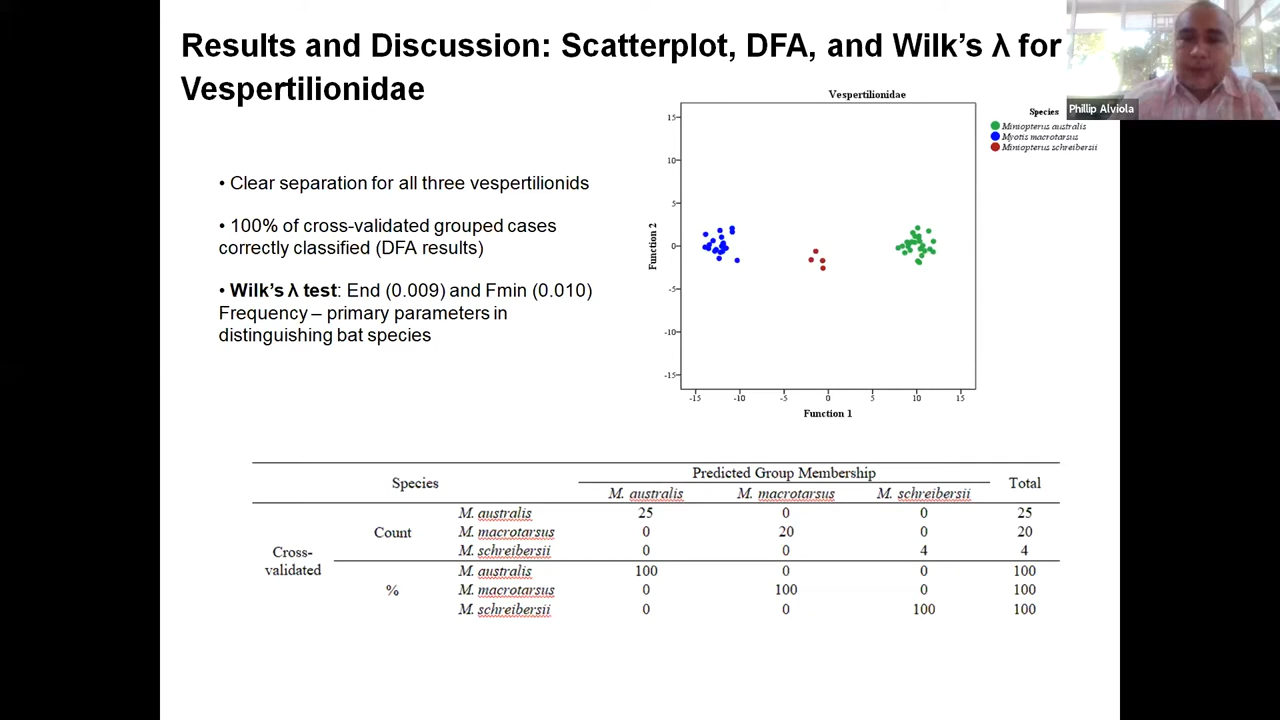 Results and Discussion: Scatterplot, DFA, and Wilk's λ for
Vespertilionidae
Phillip Alviola
• Clear separation for all three vespertilionids
• 100% of cross-validated grouped cases
correctly classified (DFA results)
• Wilk's λ test: End (0.009) and Fmin (0.010)
Frequency – primary parameters in
distinguishing bat species
Vespertilionidae
Species
Miniopterus australis
Myotis macrotarsus
Miniopterus schreibersii
Function 2
15
10
5
0
-5
-10
-15
-15 -10 -5 0 5 10 15
Function 1
Species Predicted Group Membership Total
M. australis M. macrotarsus M. schreibersii
Cross-validated
Count
M. australis 25 0 0 25
M. macrotarsus 0 20 0 20
M. schreibersii 0 0 4 4
%
M. australis 100 0 0 100
M. macrotarsus 0 100 0 100
M. schreibersii 0 0 100 100